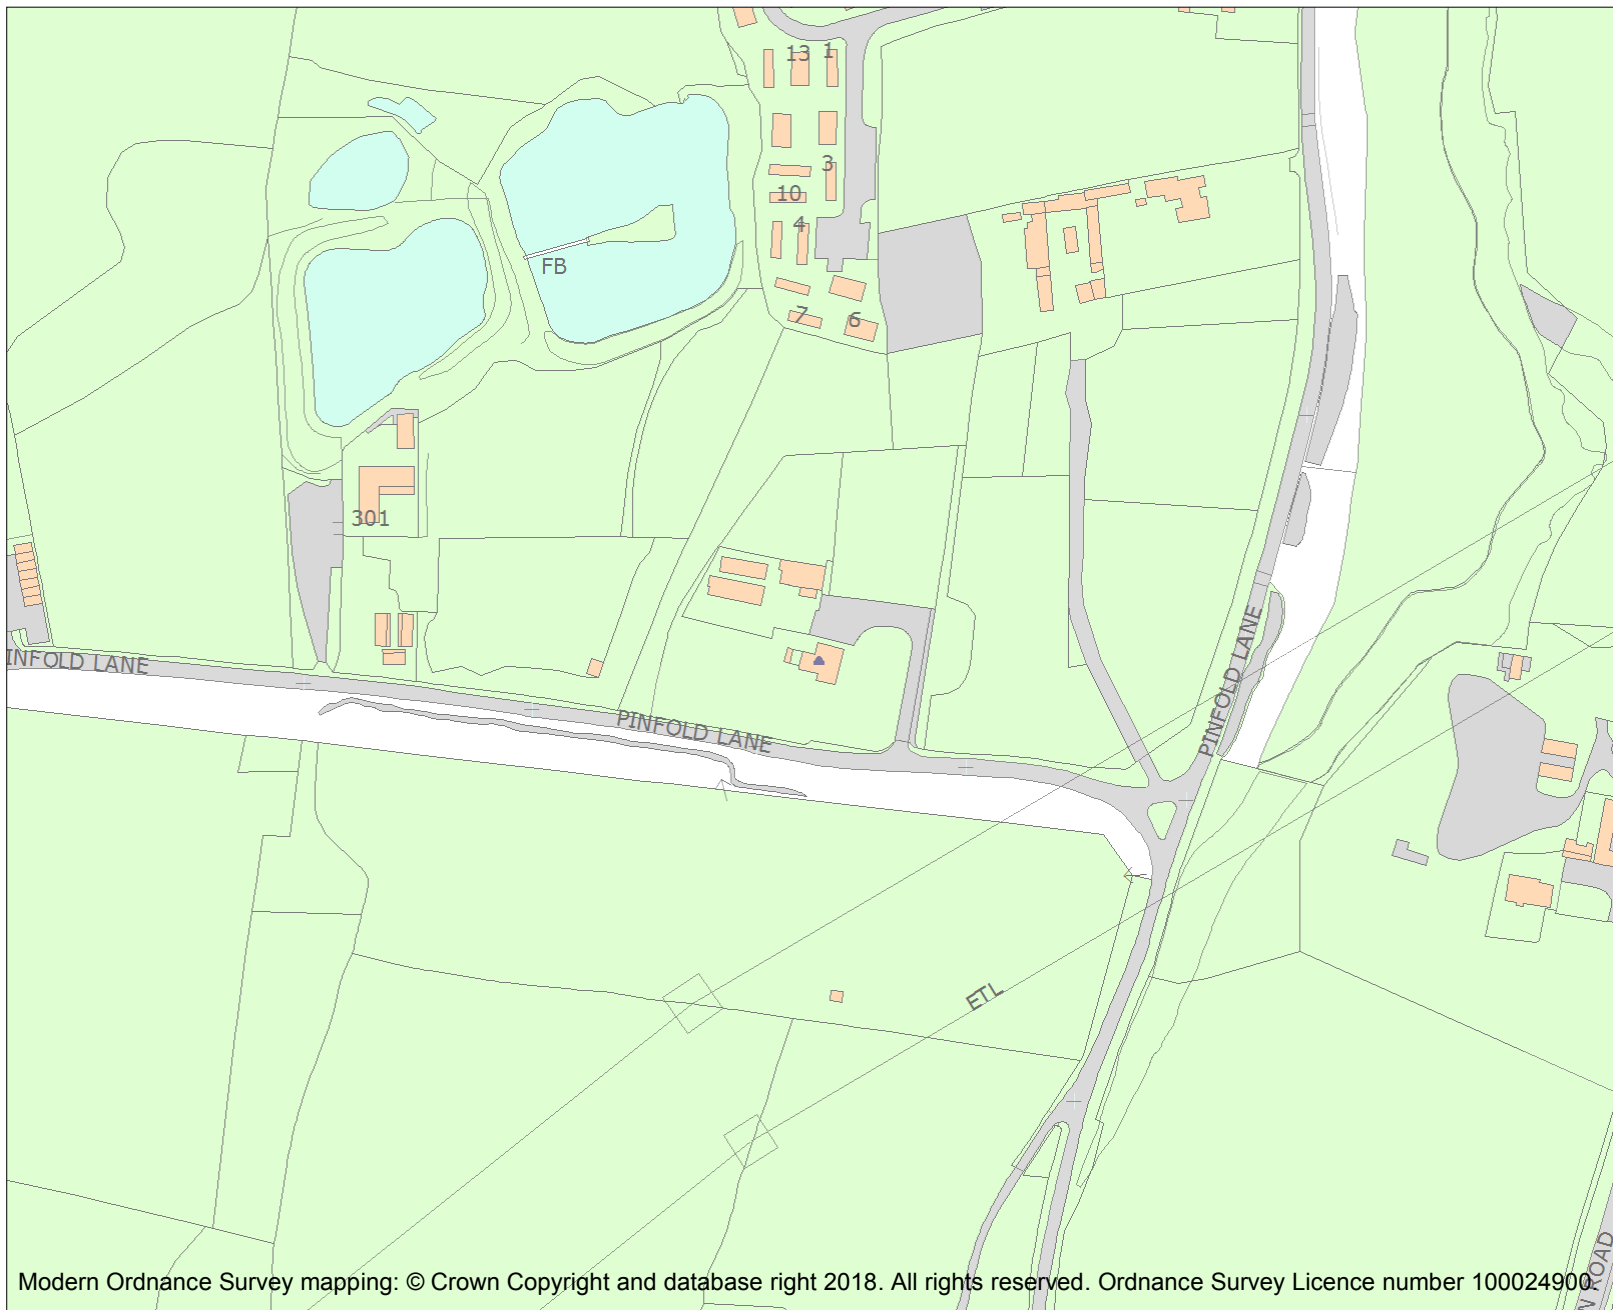 13 1
3
10
4
FB
7 6
301
INFOLD LANE
PINFOLD LANE
PINFOLD LANE
ETL
N ROAD
Modern Ordnance Survey mapping: © Crown Copyright and database right 2018. All rights reserved. Ordnance Survey Licence number 100024900.